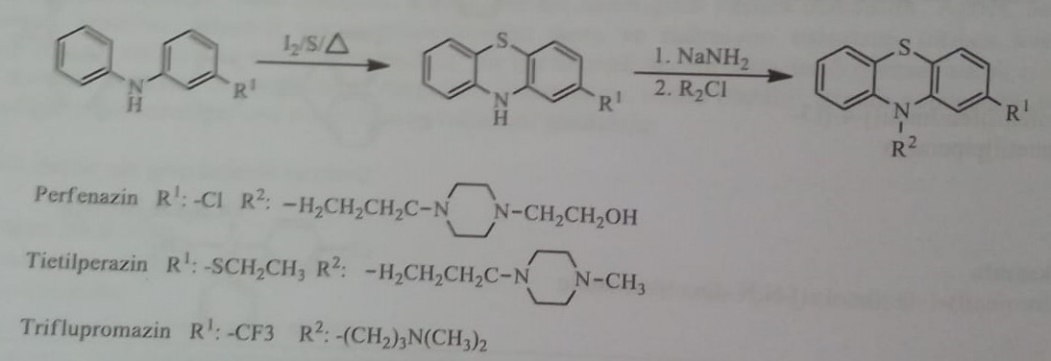 I₂/S/△ 1. NaNH₂
2. R₂Cl
S S
N
H R¹ N
H R¹ N
R² R¹
Perfenazin R¹: -Cl R²: –H₂CH₂CH₂C–N N–CH₂CH₂OH
Tietilperazin R¹: -SCH₂CH₃ R²: –H₂CH₂CH₂C–N N–CH₃
Triflupromazin R¹: -CF3 R²: -(CH₂)₃N(CH₃)₂